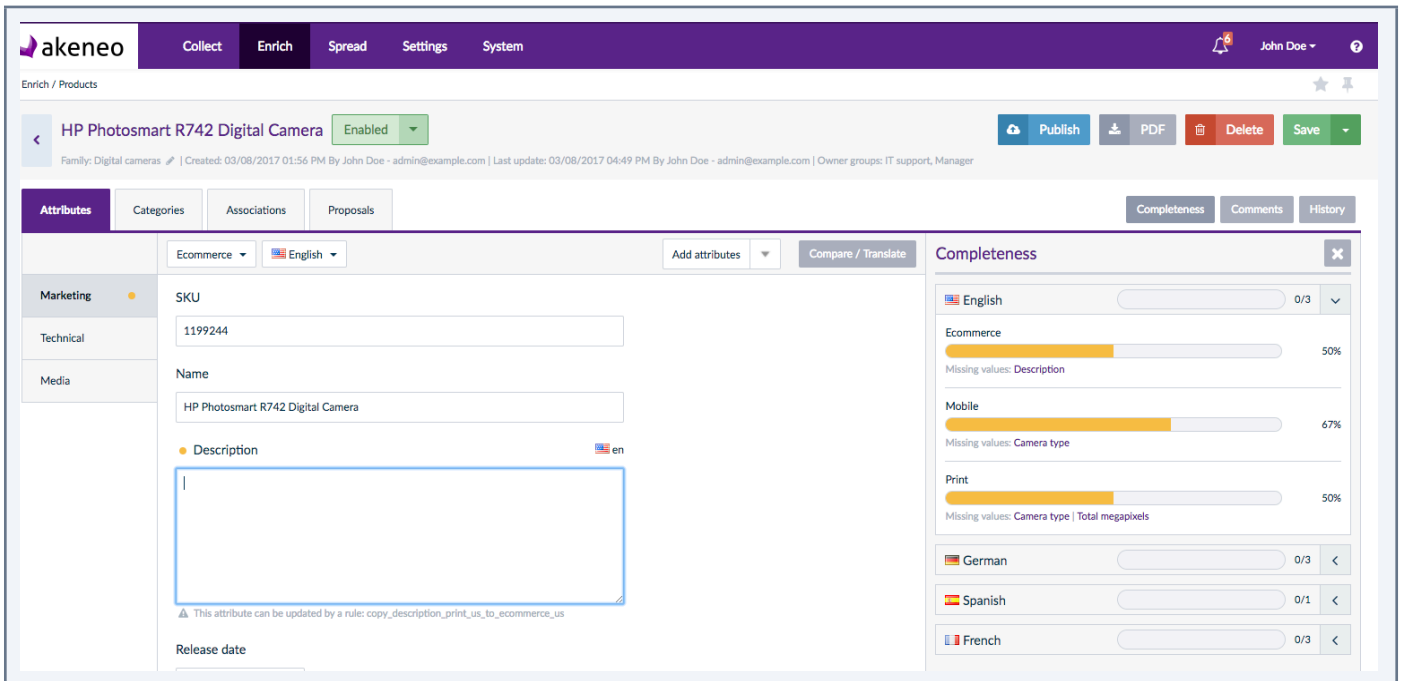 akeneo Collect Enrich Spread Settings System 6 John Doe ?
Enrich / Products
HP Photosmart R742 Digital Camera Enabled Publish PDF Delete Save
Family: Digital cameras | Created: 03/08/2017 01:56 PM By John Doe - admin@example.com | Last update: 03/08/2017 04:49 PM By John Doe - admin@example.com | Owner groups: IT support, Manager
Attributes Categories Associations Proposals Completeness Comments History
Ecommerce English Add attributes Compare / Translate
Marketing
Technical
Media
SKU
1199244
Name
HP Photosmart R742 Digital Camera
Description en
This attribute can be updated by a rule: copy_description_print_us_to_ecommerce_us
Release date
Completeness
English 0/3
Ecommerce
50%
Missing values: Description
Mobile
67%
Missing values: Camera type
Print
50%
Missing values: Camera type | Total megapixels
German 0/3
Spanish 0/1
French 0/3